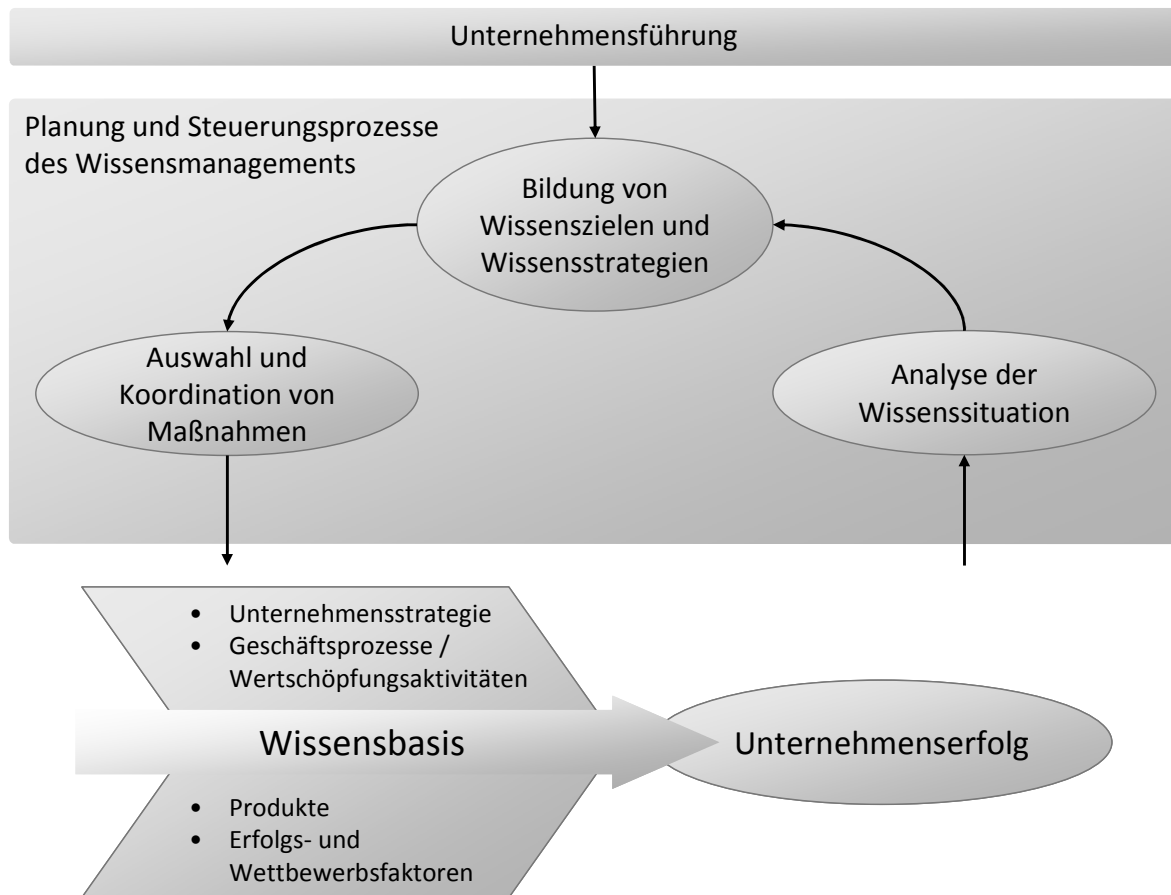 Unternehmensführung
Planung und Steuerungsprozesse
des Wissensmanagements
Bildung von
Wissenszielen und
Wissensstrategien
Auswahl und
Koordination von
Maßnahmen
Analyse der
Wissenssituation
• Unternehmensstrategie
• Geschäftsprozesse /
Wertschöpfungsaktivitäten
Wissensbasis
Unternehmenserfolg
• Produkte
• Erfolgs- und
Wettbewerbsfaktoren